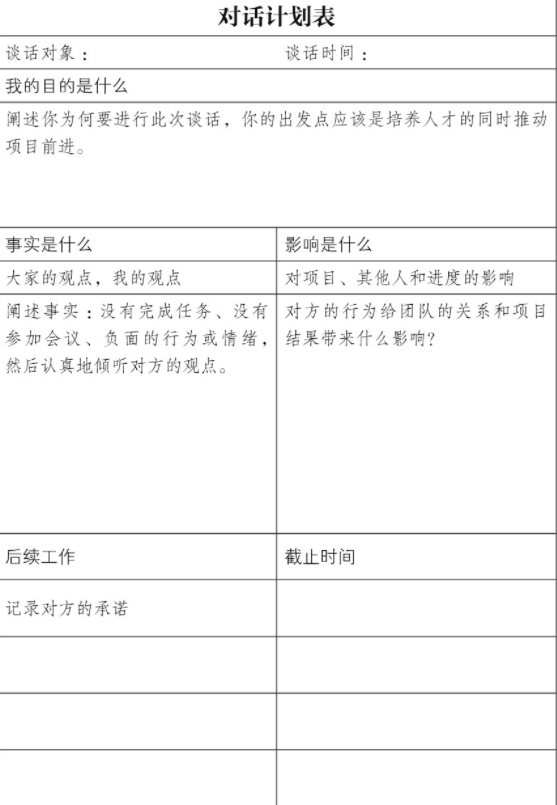 对话计划表
谈话对象： 谈话时间：
我的目的是什么
阐述你为何要进行此次谈话，你的出发点应该是培养人才的同时推动
项目前进。
事实是什么 影响是什么
大家的观点，我的观点 对项目、其他人和进度的影响
阐述事实：没有完成任务、没有
参加会议、负面的行为或情绪，
然后认真地倾听对方的观点。
对方的行为给团队的关系和项目
结果带来什么影响？
后续工作 截止时间
记录对方的承诺